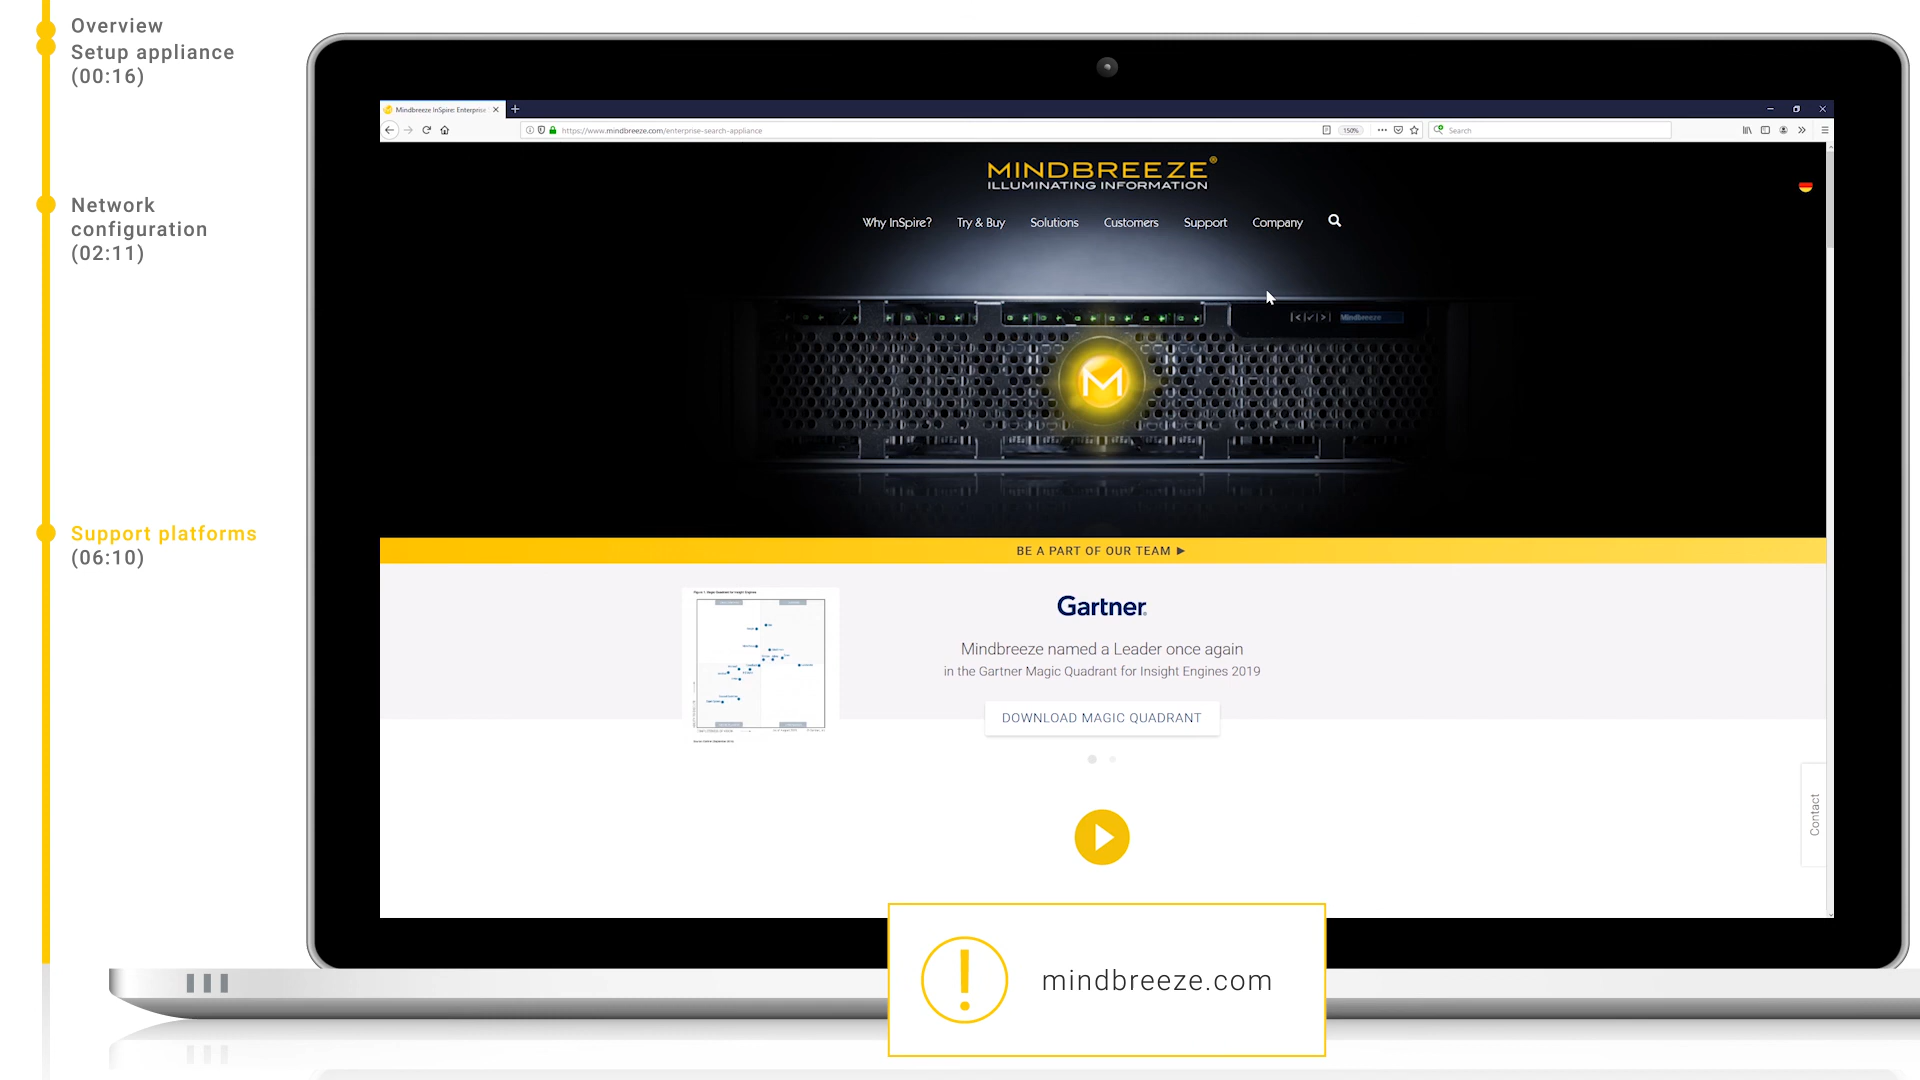 Overview
Setup appliance
(00:16)
Network
configuration
(02:11)
Support platforms
(06:10)
Mindbreeze InSpire: Enterprise
https://www.mindbreeze.com/enterprise-search-appliance
150%
Search
MINDBREEZE®
ILLUMINATING INFORMATION
Why InSpire?
Try & Buy
Solutions
Customers
Support
Company
Mindbreeze
M
BE A PART OF OUR TEAM ►
Gartner
Mindbreeze named a Leader once again
in the Gartner Magic Quadrant for Insight Engines 2019
DOWNLOAD MAGIC QUADRANT
Contact
! mindbreeze.com